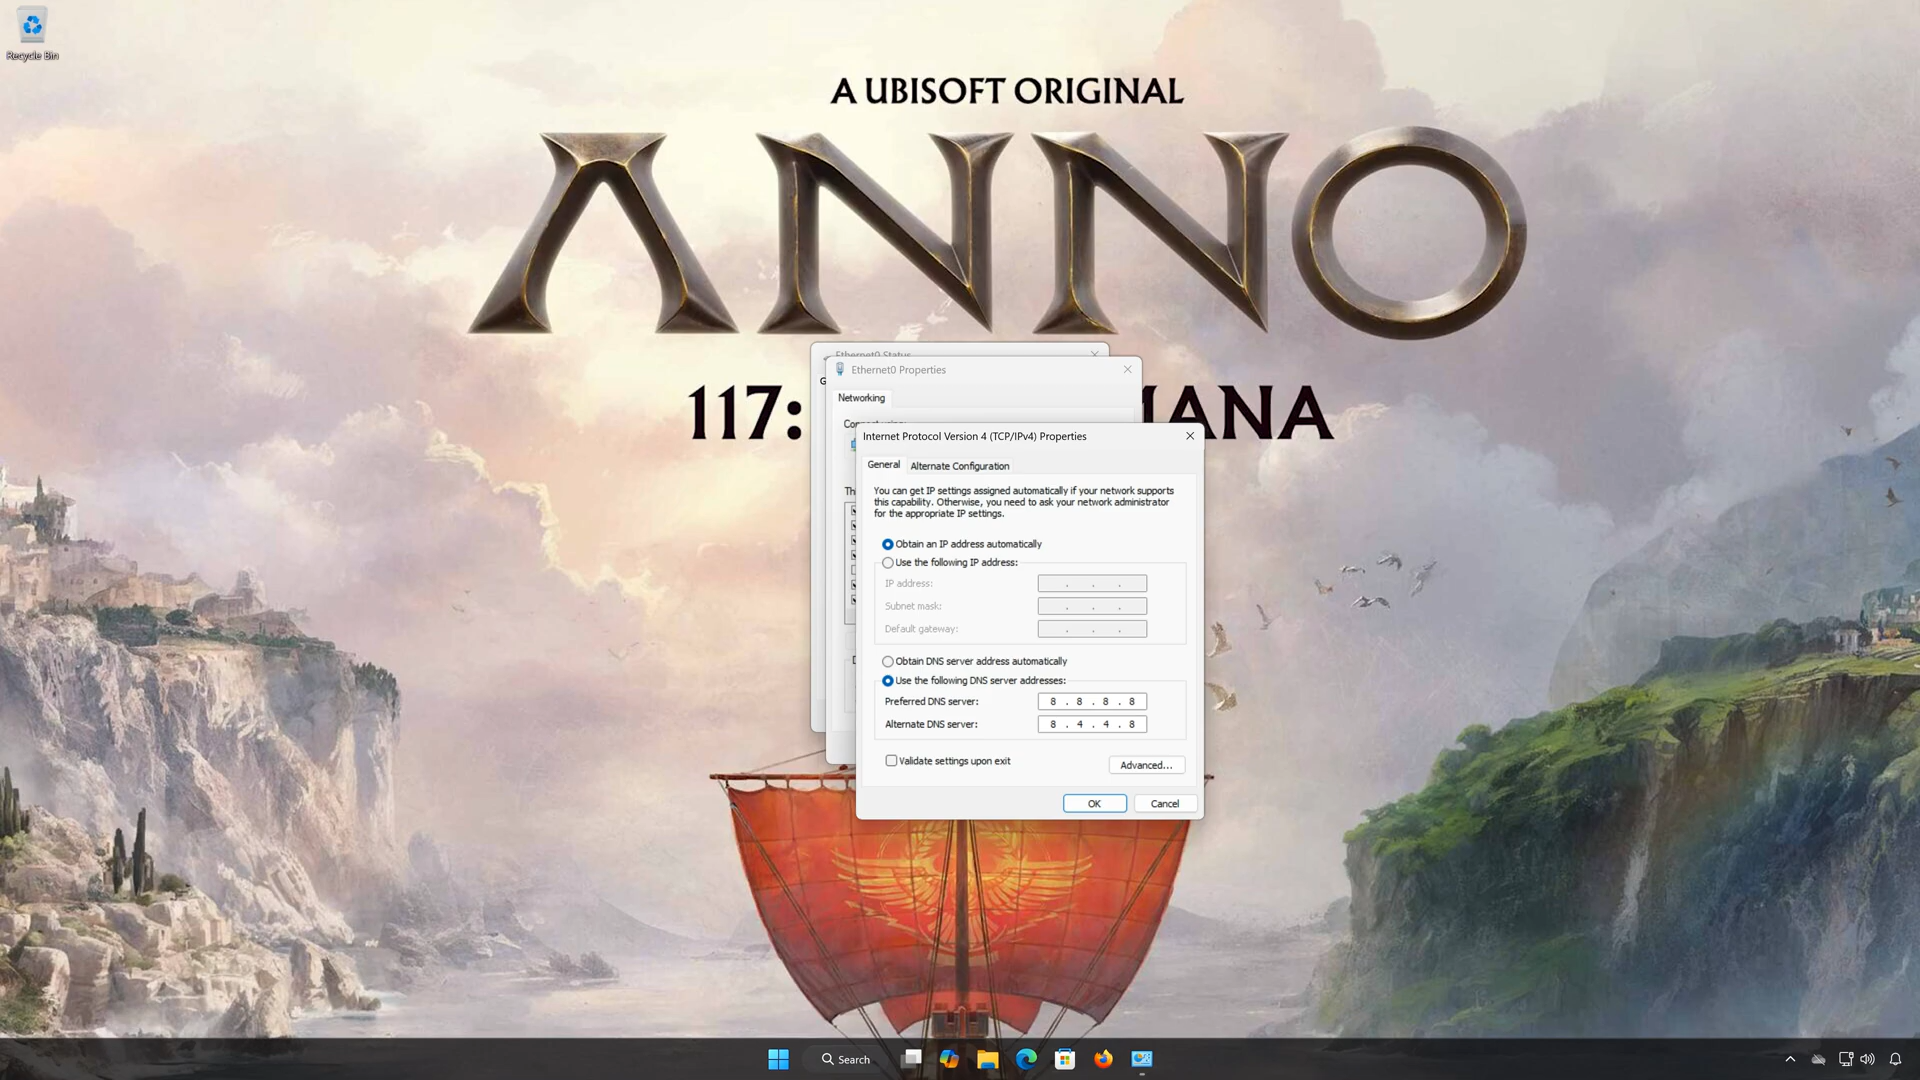 Recycle Bin
A UBISOFT ORIGINAL
ANNO
117:
Ethernet0 Status
Ethernet0 Properties
Networking
Internet Protocol Version 4 (TCP/IPv4) Properties
General
Alternate Configuration
You can get IP settings assigned automatically if your network supports
this capability. Otherwise, you need to ask your network administrator
for the appropriate IP settings.
Obtain an IP address automatically
Use the following IP address:
IP address:
. . .
Subnet mask:
. . .
Default gateway:
. . .
Obtain DNS server address automatically
Use the following DNS server addresses:
Preferred DNS server:
8 . 8 . 8 . 8
Alternate DNS server:
8 . 4 . 4 . 8
Validate settings upon exit
Advanced...
OK
Cancel
Search